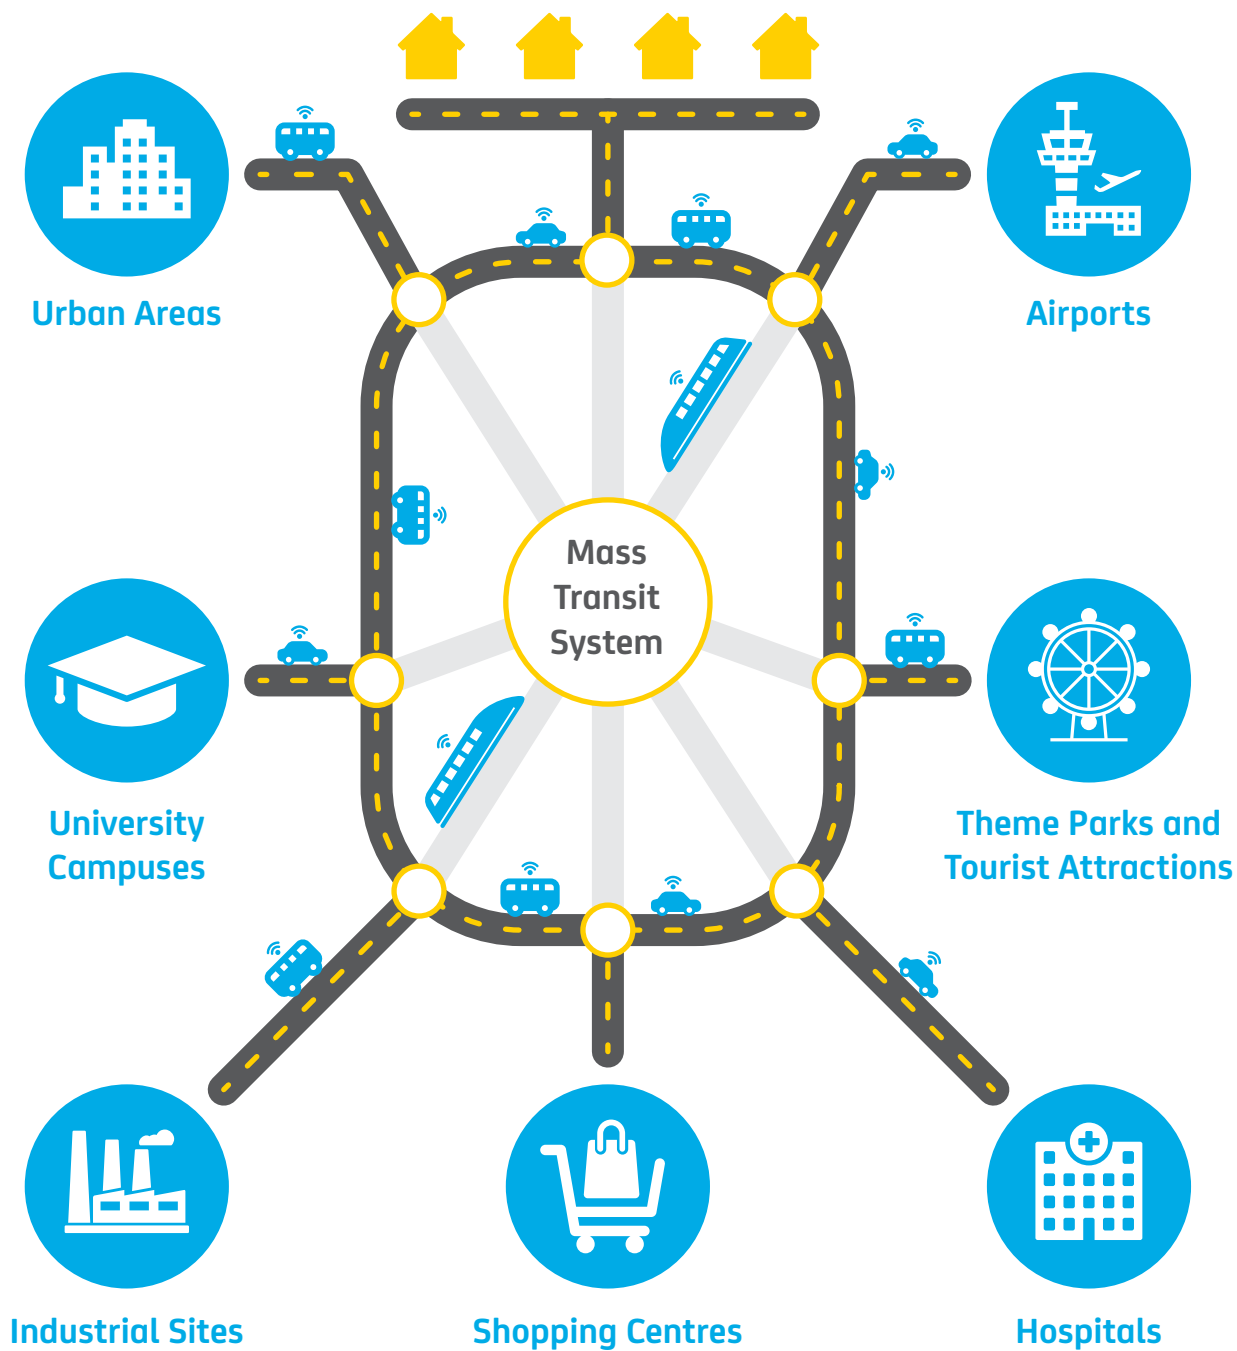 Urban Areas
Airports
Mass
Transit
System
University
Campuses
Theme Parks and
Tourist Attractions
Industrial Sites
Shopping Centres
Hospitals